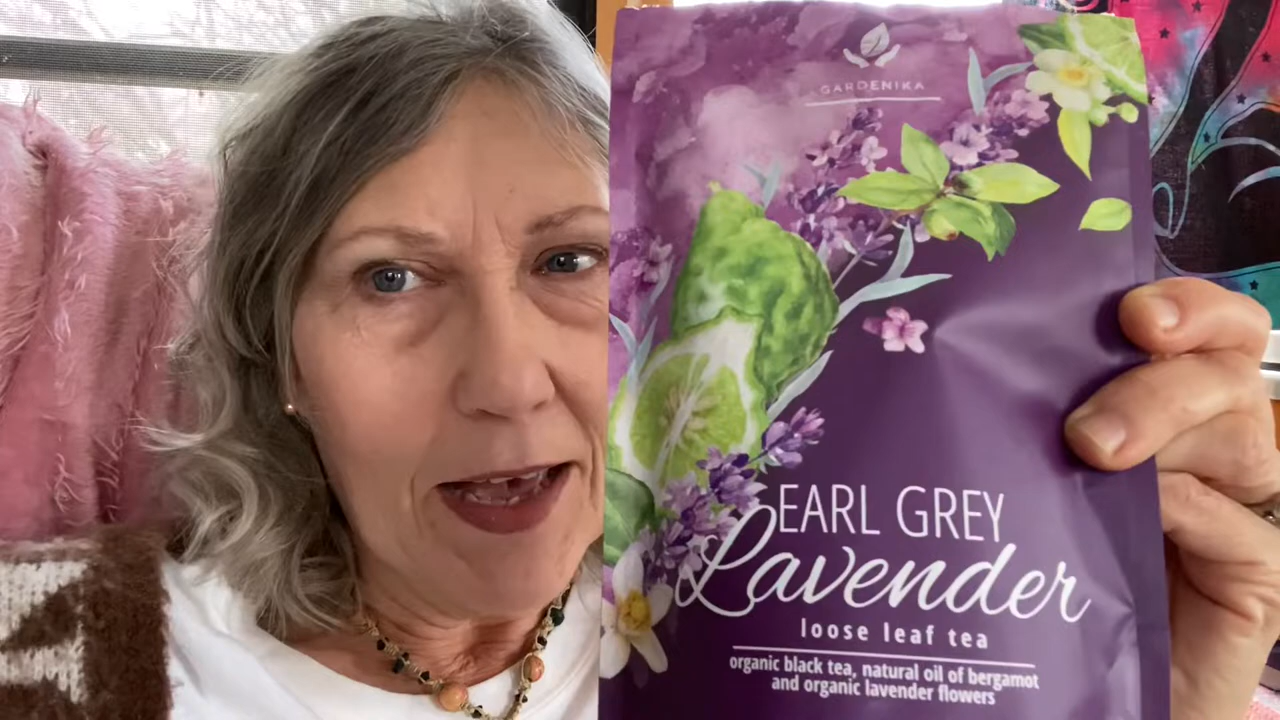 GARDENIKA
EARL GREY
Lavender
loose leaf tea
organic black tea, natural oil of bergamot
and organic lavender flowers